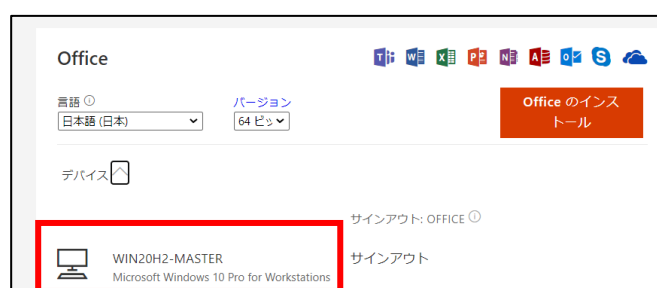 Office
言語
バージョン
日本語 (日本)
64 ビッ
Office のインス
トール
デバイス
サインアウト: OFFICE
WIN20H2-MASTER
サインアウト
Microsoft Windows 10 Pro for Workstations